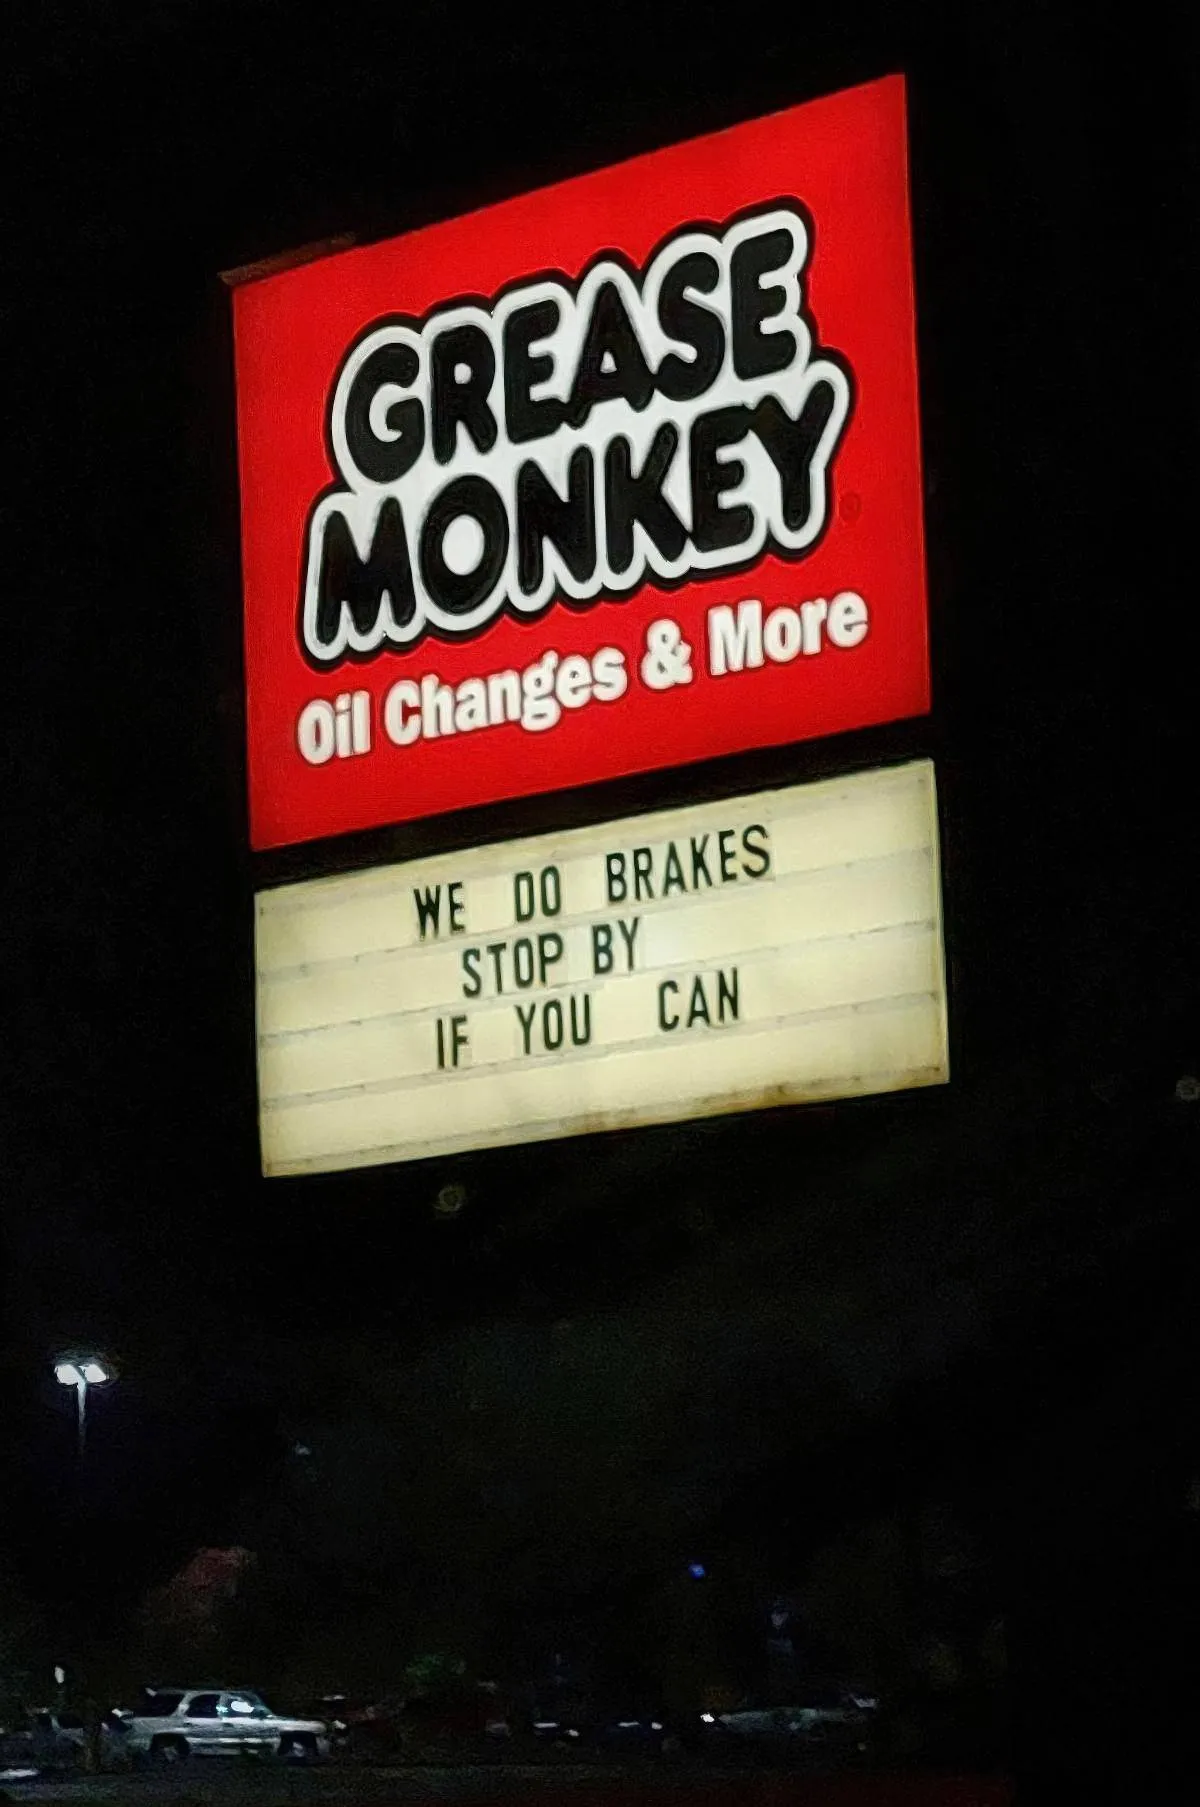 GREASE
MONKEY
Oil Changes & More
WE DO BRAKES
STOP BY
IF YOU CAN